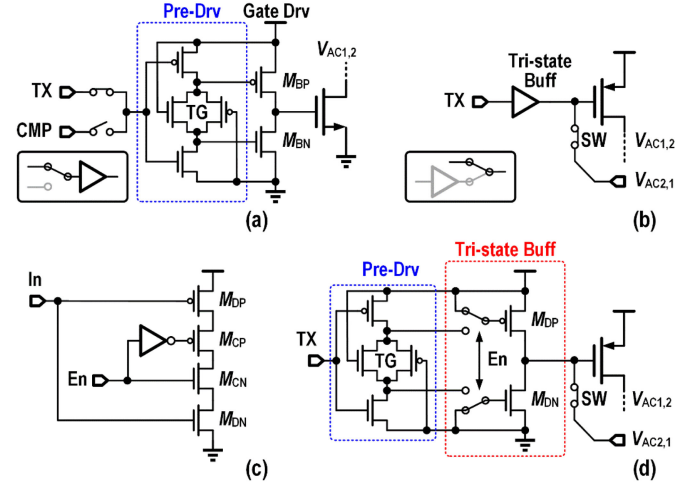 Pre-Drv
Gate Drv
VAC1,2
TX
CMP
TG
MBP
MBN
(a)
Tri-state
Buff
TX
SW
VAC1,2
VAC2,1
(b)
In
En
MDP
MCP
MCN
MDN
(c)
Pre-Drv
Tri-state Buff
TX
TG
En
MDP
MDN
SW
VAC1,2
VAC2,1
(d)